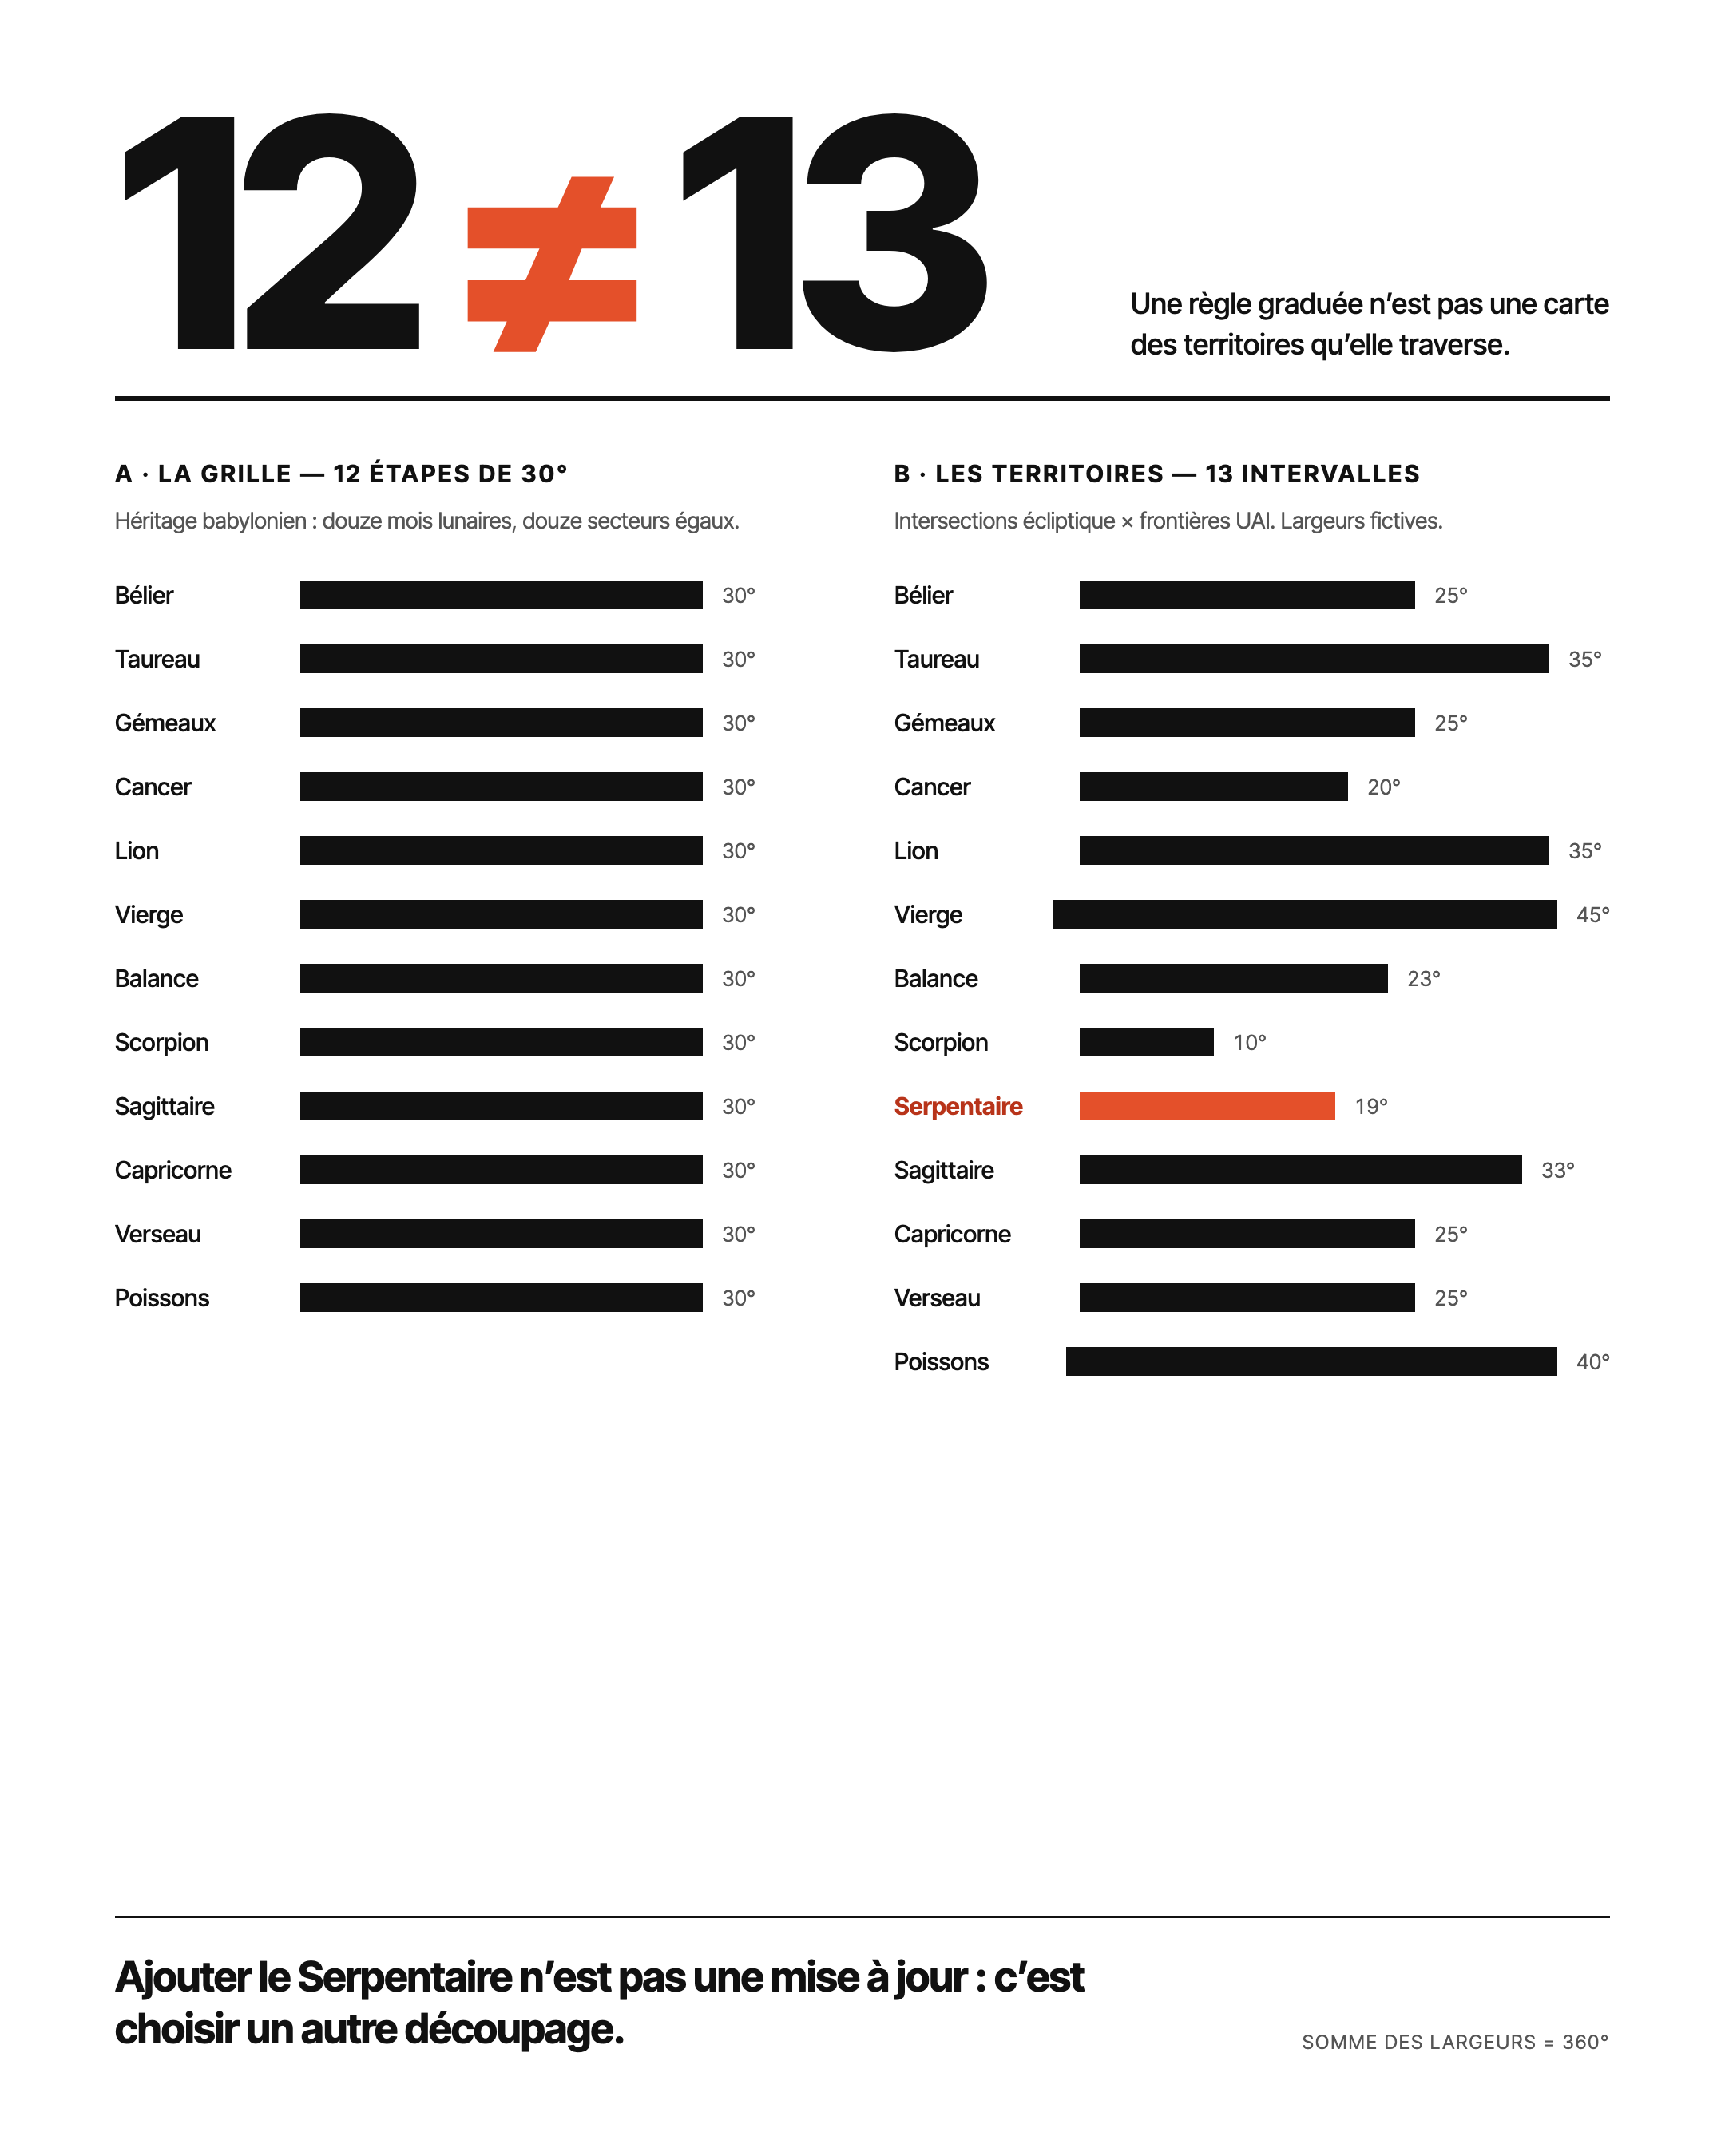 12 ≠ 13
Une règle graduée n’est pas une carte
des territoires qu’elle traverse.
A · LA GRILLE — 12 ÉTAPES DE 30°
Héritage babylonien : douze mois lunaires, douze secteurs égaux.
Bélier 30°
Taureau 30°
Gémeaux 30°
Cancer 30°
Lion 30°
Vierge 30°
Balance 30°
Scorpion 30°
Sagittaire 30°
Capricorne 30°
Verseau 30°
Poissons 30°
B · LES TERRITOIRES — 13 INTERVALLES
Intersections écliptique × frontières UAI. Largeurs fictives.
Bélier 25°
Taureau 35°
Gémeaux 25°
Cancer 20°
Lion 35°
Vierge 45°
Balance 23°
Scorpion 10°
Serpentaire 19°
Sagittaire 33°
Capricorne 25°
Verseau 25°
Poissons 40°
Ajouter le Serpentaire n’est pas une mise à jour : c’est
choisir un autre découpage.
SOMME DES LARGEURS = 360°